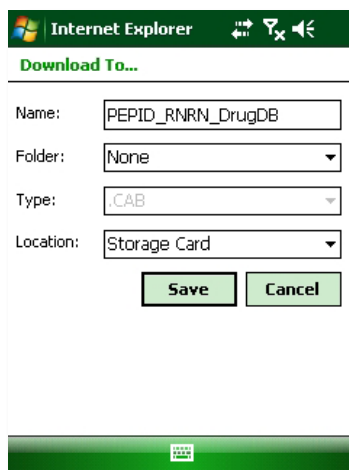 Internet Explorer
Download To...
Name: PEPID_RNRN_DrugDB
Folder: None
Type: .CAB
Location: Storage Card
Save Cancel